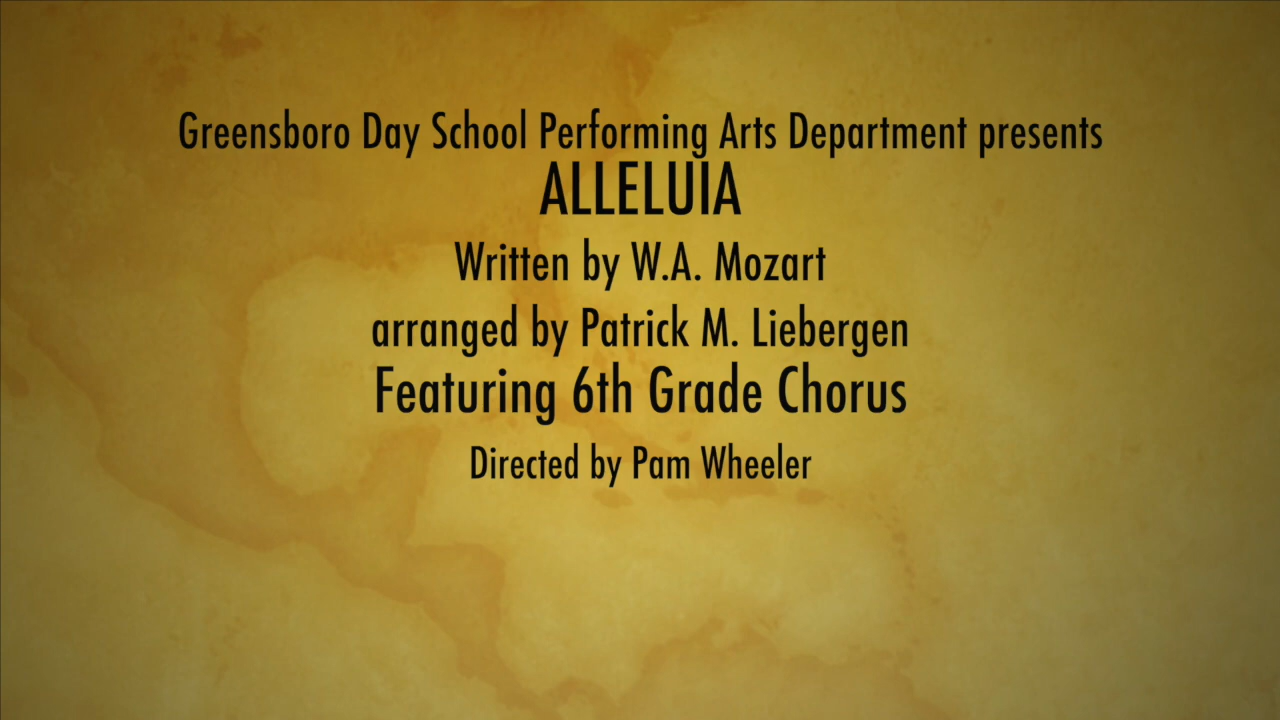 Greensboro Day School Performing Arts Department presents
ALLELUIA
Written by W.A. Mozart
arranged by Patrick M. Liebergen
Featuring 6th Grade Chorus
Directed by Pam Wheeler